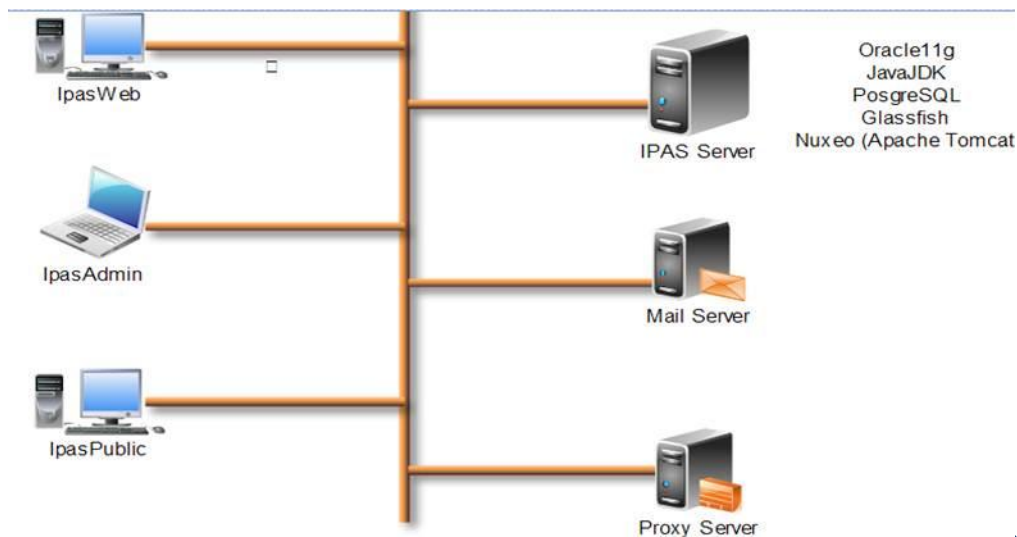 IpasWeb
IpasAdmin
IpasPublic
IPAS Server
Oracle11g
JavaJDK
PosgreSQL
Glassfish
Nuxeo (Apache Tomcat
Mail Server
Proxy Server